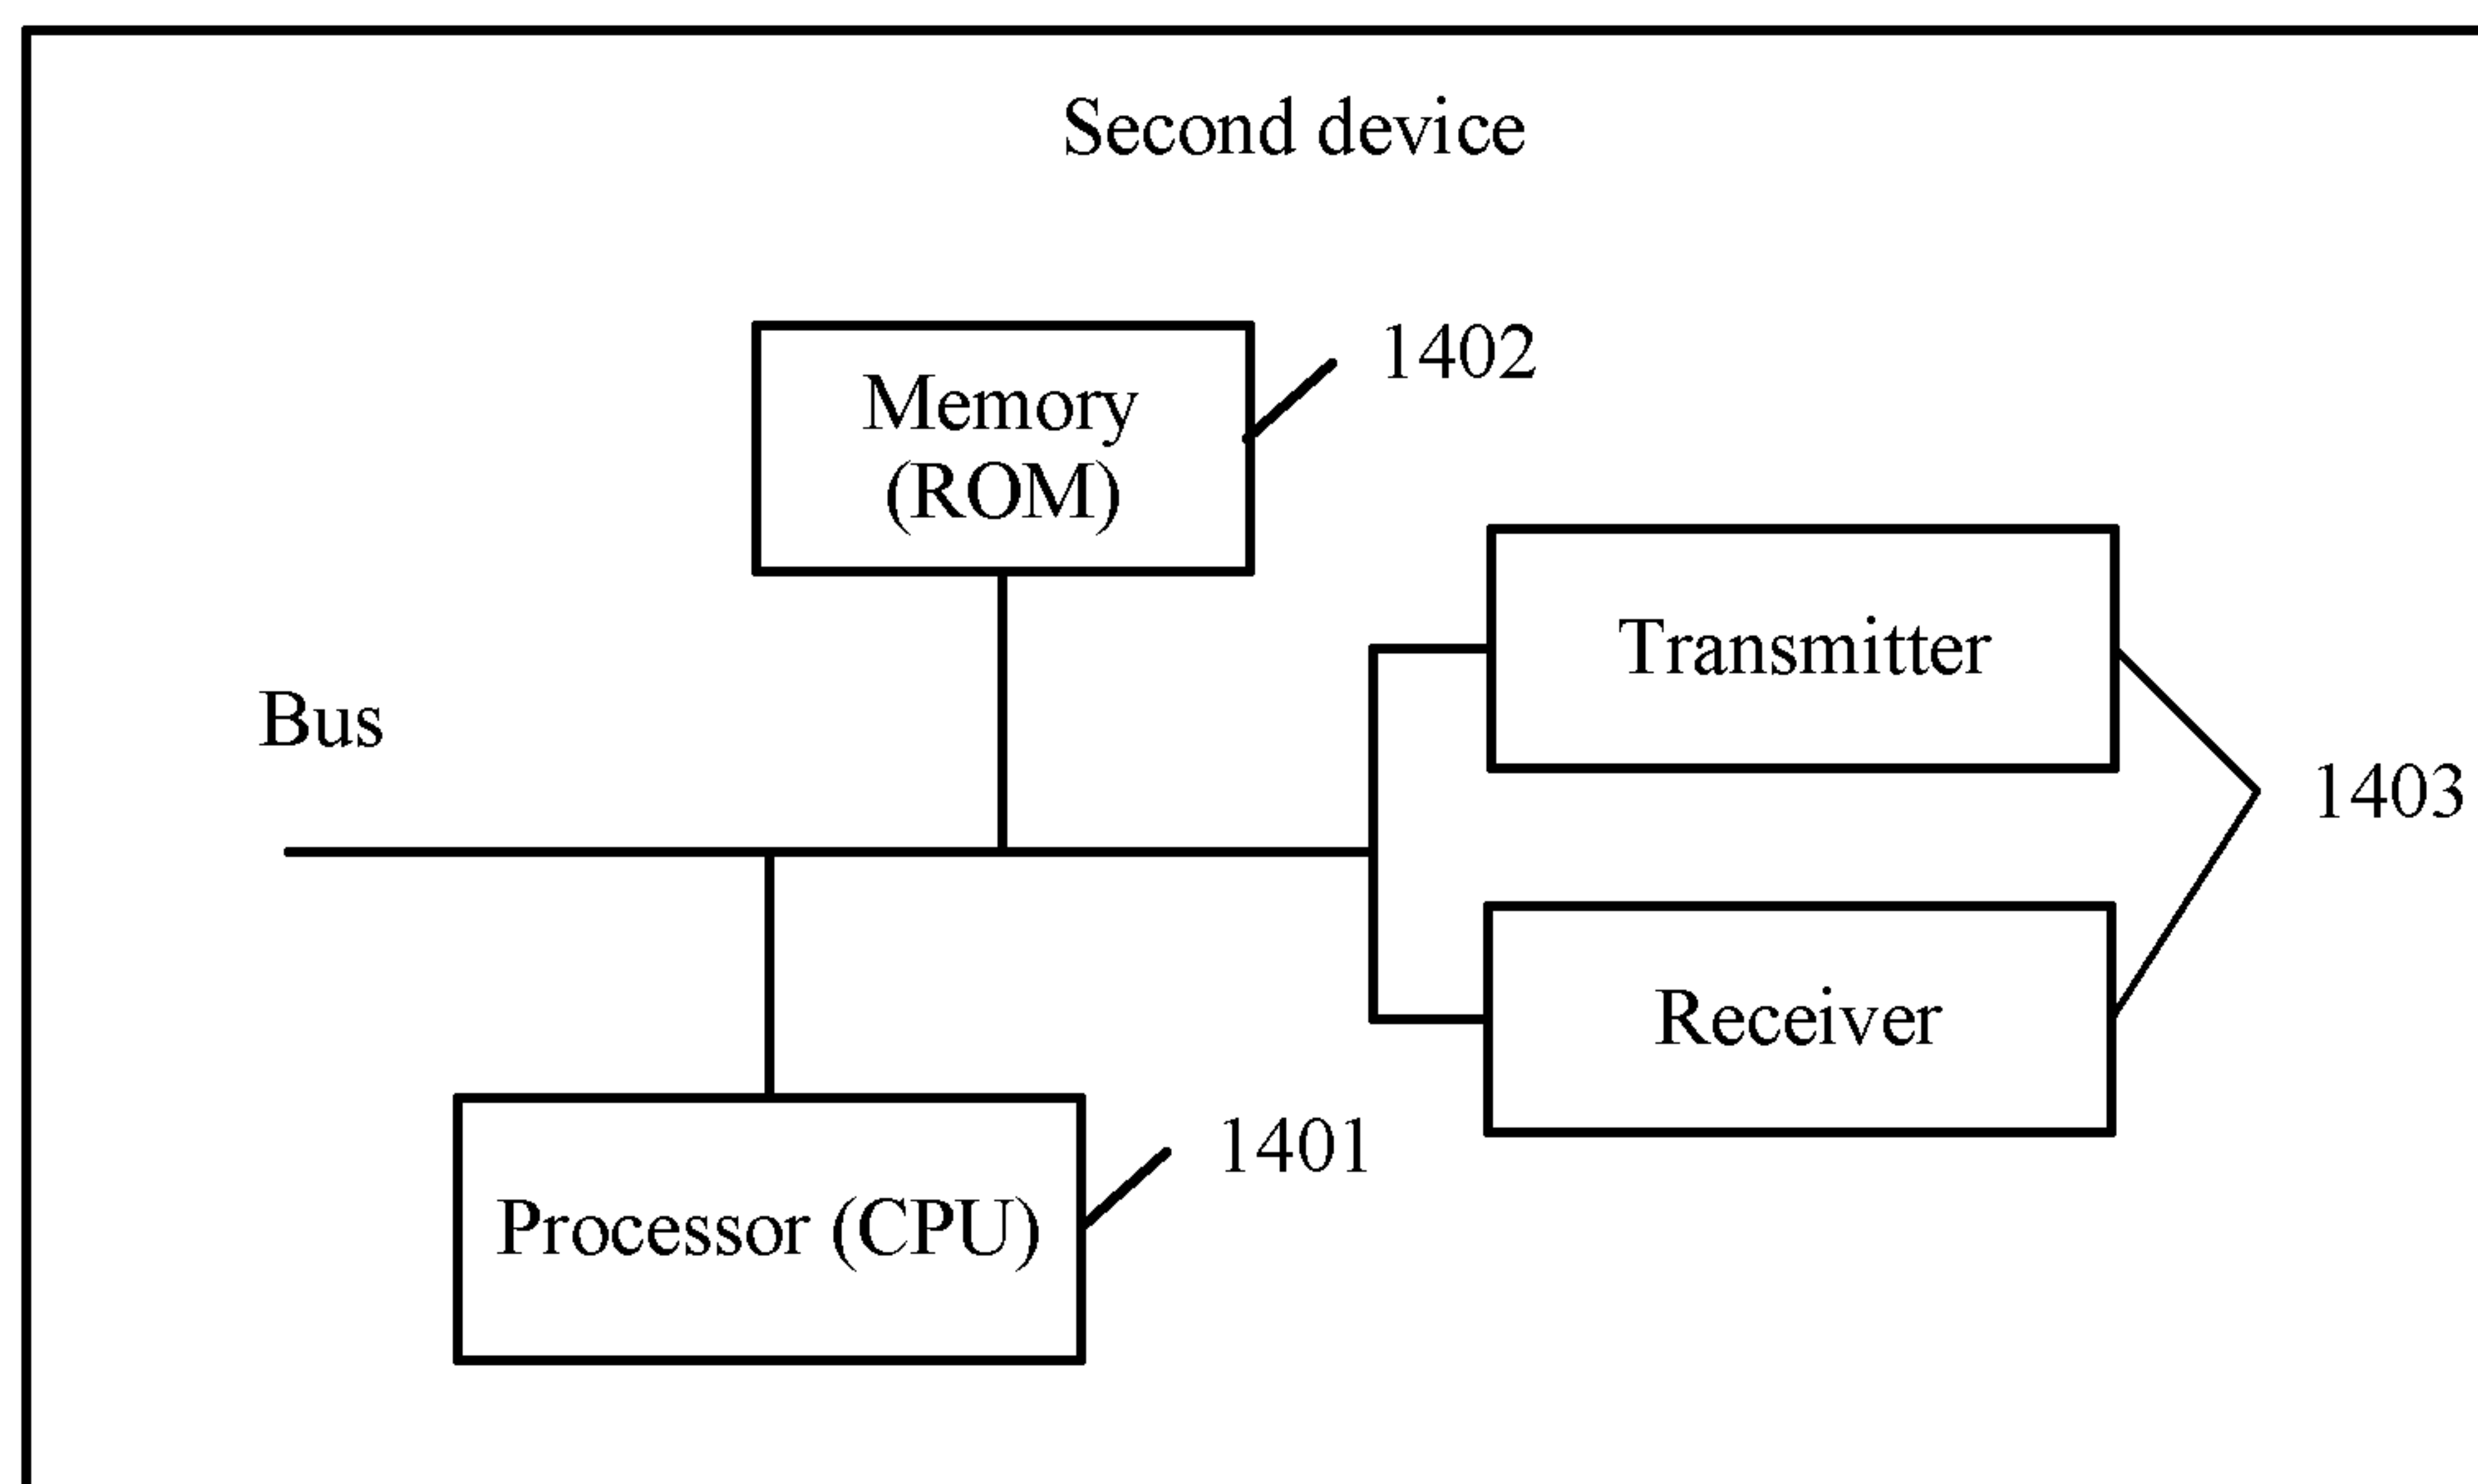 Second device
Memory
(ROM)
1402
Transmitter
Bus
1403
Receiver
1401
Processor (CPU)